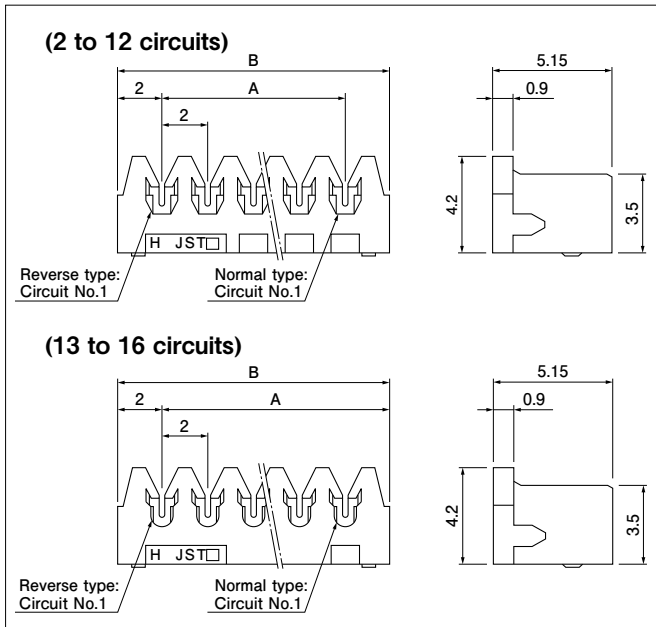 (2 to 12 circuits)
B
5.15
2
A
0.9
2
4.2
3.5
H JST
Reverse type:
Circuit No.1
Normal type:
Circuit No.1
(13 to 16 circuits)
B
5.15
2
A
0.9
2
4.2
3.5
H JST
Reverse type:
Circuit No.1
Normal type:
Circuit No.1